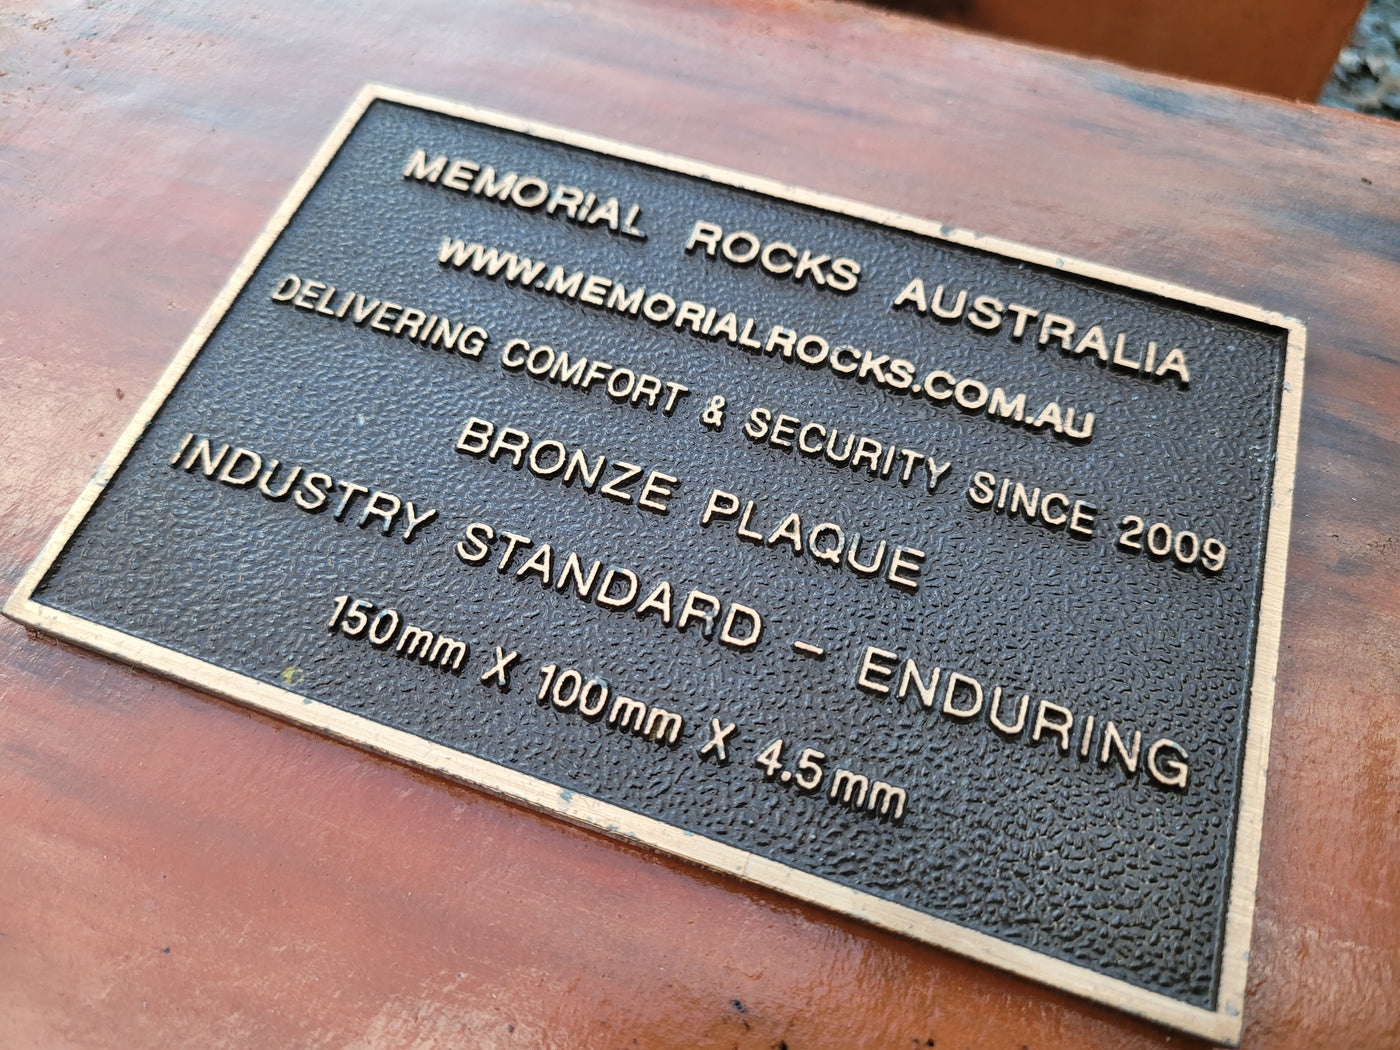 MEMORIAL ROCKS AUSTRALIA
WWW.MEMORIALROCKS.COM.AU
DELIVERING COMFORT & SECURITY SINCE 2009
BRONZE PLAQUE
INDUSTRY STANDARD – ENDURING
150mm X 100mm X 4.5mm